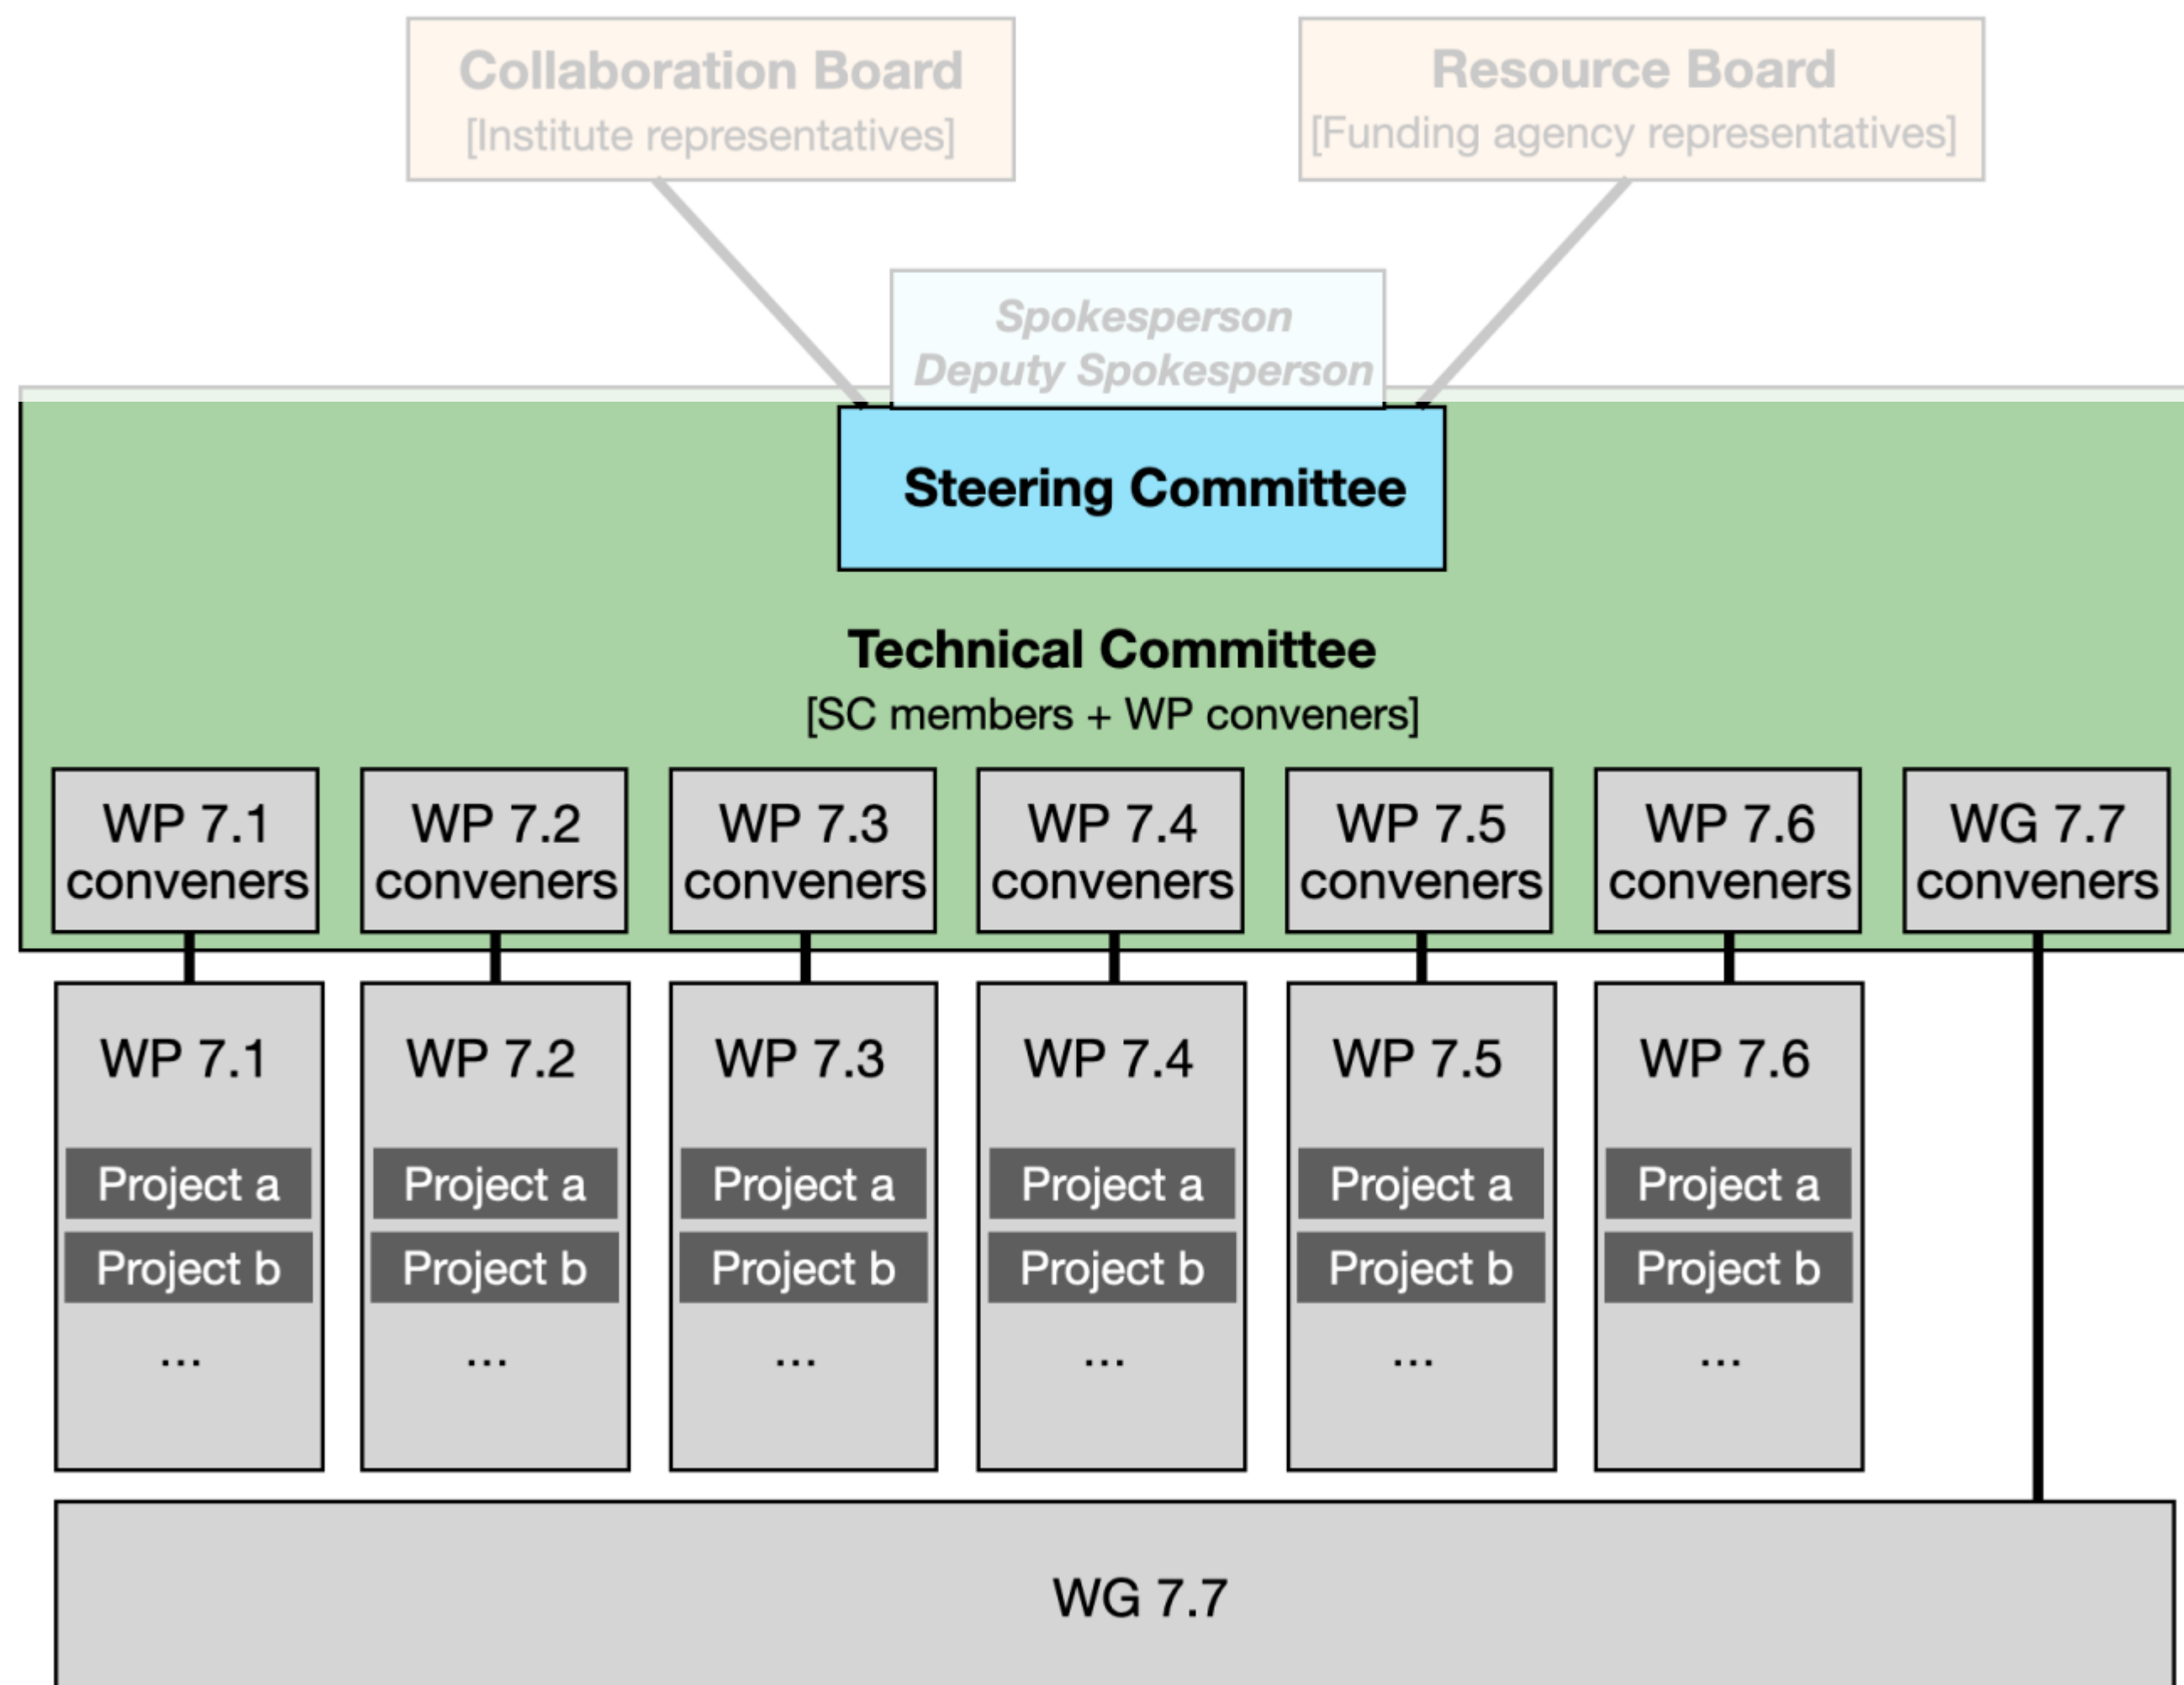 Collaboration Board
[Institute representatives]
Resource Board
[Funding agency representatives]
Spokesperson
Deputy Spokesperson
Steering Committee
Technical Committee
[SC members + WP conveners]
WP 7.1
conveners
WP 7.2
conveners
WP 7.3
conveners
WP 7.4
conveners
WP 7.5
conveners
WP 7.6
conveners
WG 7.7
conveners
WP 7.1
Project a
Project b
...
WP 7.2
Project a
Project b
...
WP 7.3
Project a
Project b
...
WP 7.4
Project a
Project b
...
WP 7.5
Project a
Project b
...
WP 7.6
Project a
Project b
...
WG 7.7